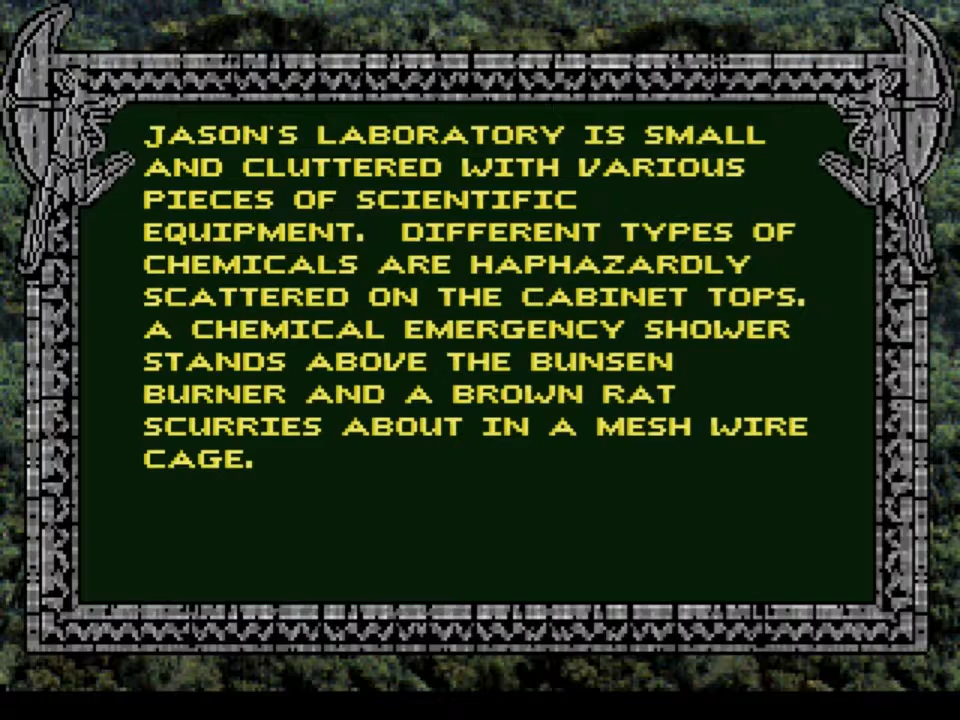 JASON'S LABORATORY IS SMALL
AND CLUTTERED WITH VARIOUS
PIECES OF SCIENTIFIC
EQUIPMENT.  DIFFERENT TYPES OF
CHEMICALS ARE HAPHAZARDLY
SCATTERED ON THE CABINET TOPS.
A CHEMICAL EMERGENCY SHOWER
STANDS ABOVE THE BUNSEN
BURNER AND A BROWN RAT
SCURRIES ABOUT IN A MESH WIRE
CAGE.